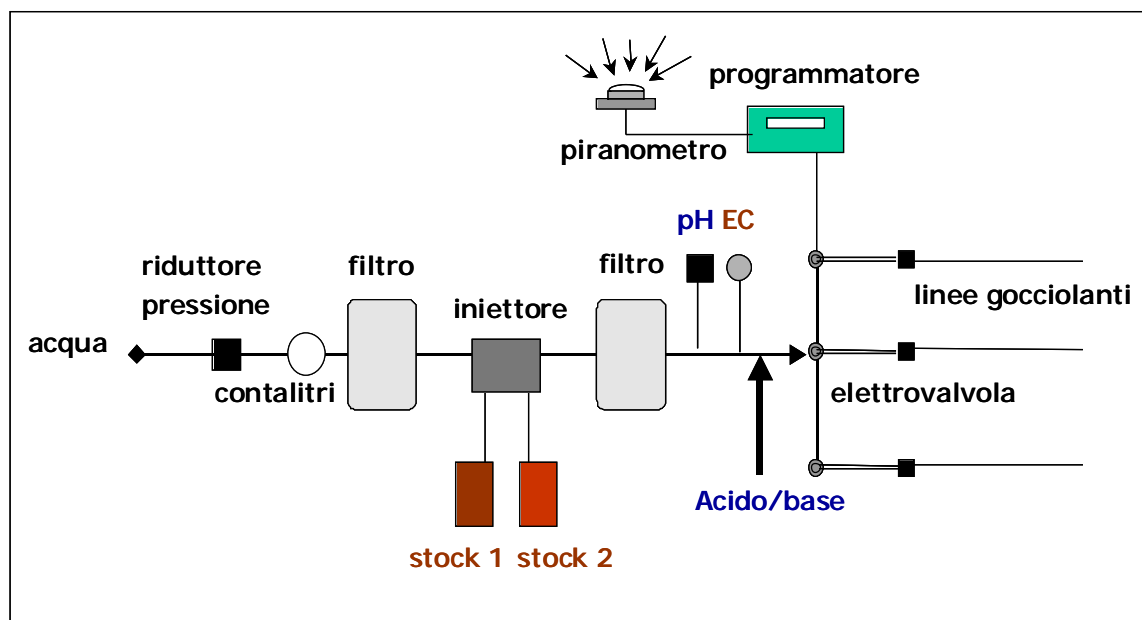 programmatore
piranometro
pH EC
riduttore
pressione
filtro
iniettore
filtro
linee gocciolanti
acqua
contalitri
elettrovalvola
Acido/base
stock 1 stock 2